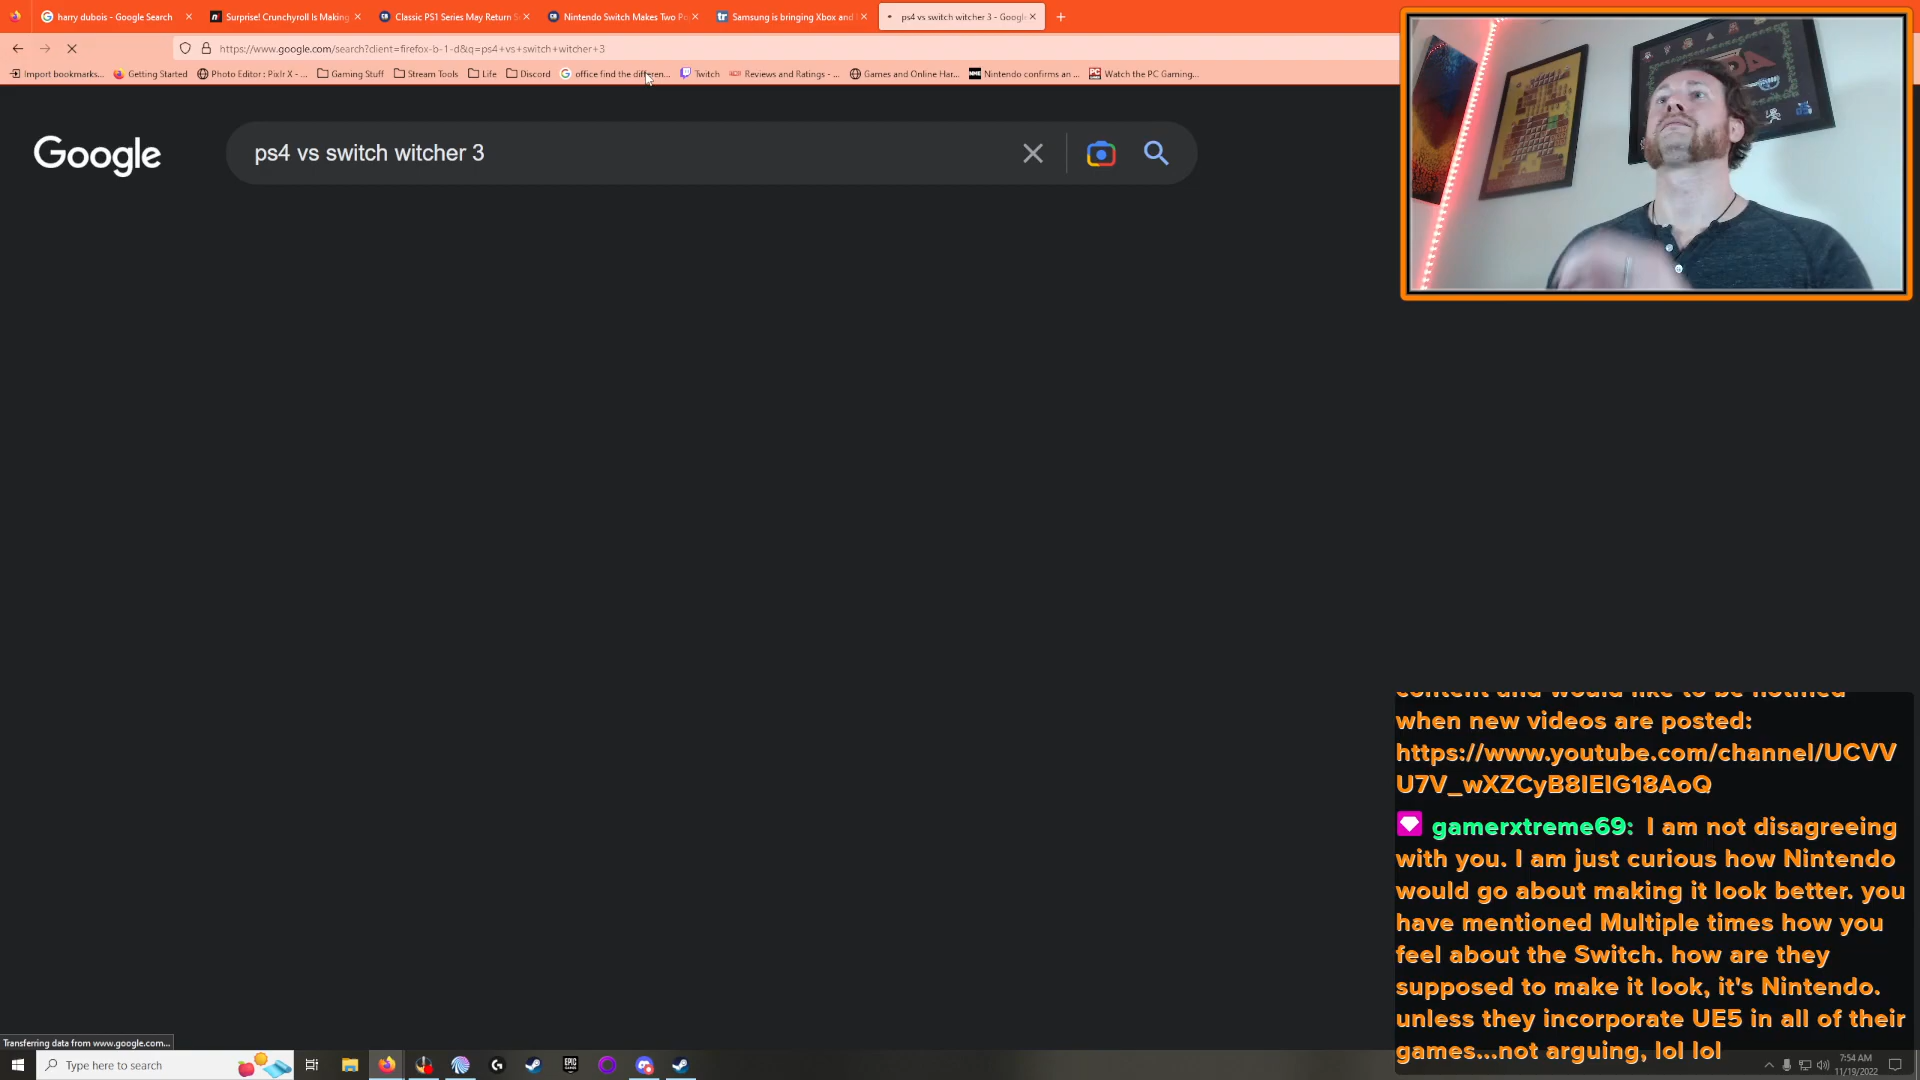 harry dubois - Google Search
Surprise! Crunchyroll Is Making
Classic PS1 Series May Return S
Nintendo Switch Makes Two Po
Samsung is bringing Xbox and
ps4 vs switch witcher 3 - Googl
https://www.google.com/search?client=firefox-b-1-d&q=ps4+vs+switch+witcher+3
Import bookmarks... Getting Started Photo Editor : Pixlr X - ... Gaming Stuff Stream Tools Life Discord office find the differen... Twitch Reviews and Ratings - ... Games and Online Har... Nintendo confirms an ... Watch the PC Gaming...
Google
ps4 vs switch witcher 3
when new videos are posted:
https://www.youtube.com/channel/UCVV
U7V_wXZCyB8IEIG18AoQ
gamerxtreme69: I am not disagreeing
with you. I am just curious how Nintendo
would go about making it look better. you
have mentioned Multiple times how you
feel about the Switch. how are they
supposed to make it look, it's Nintendo.
unless they incorporate UE5 in all of their
games...not arguing, lol lol
Transferring data from www.google.com...
Type here to search
7:54 AM
11/19/2022